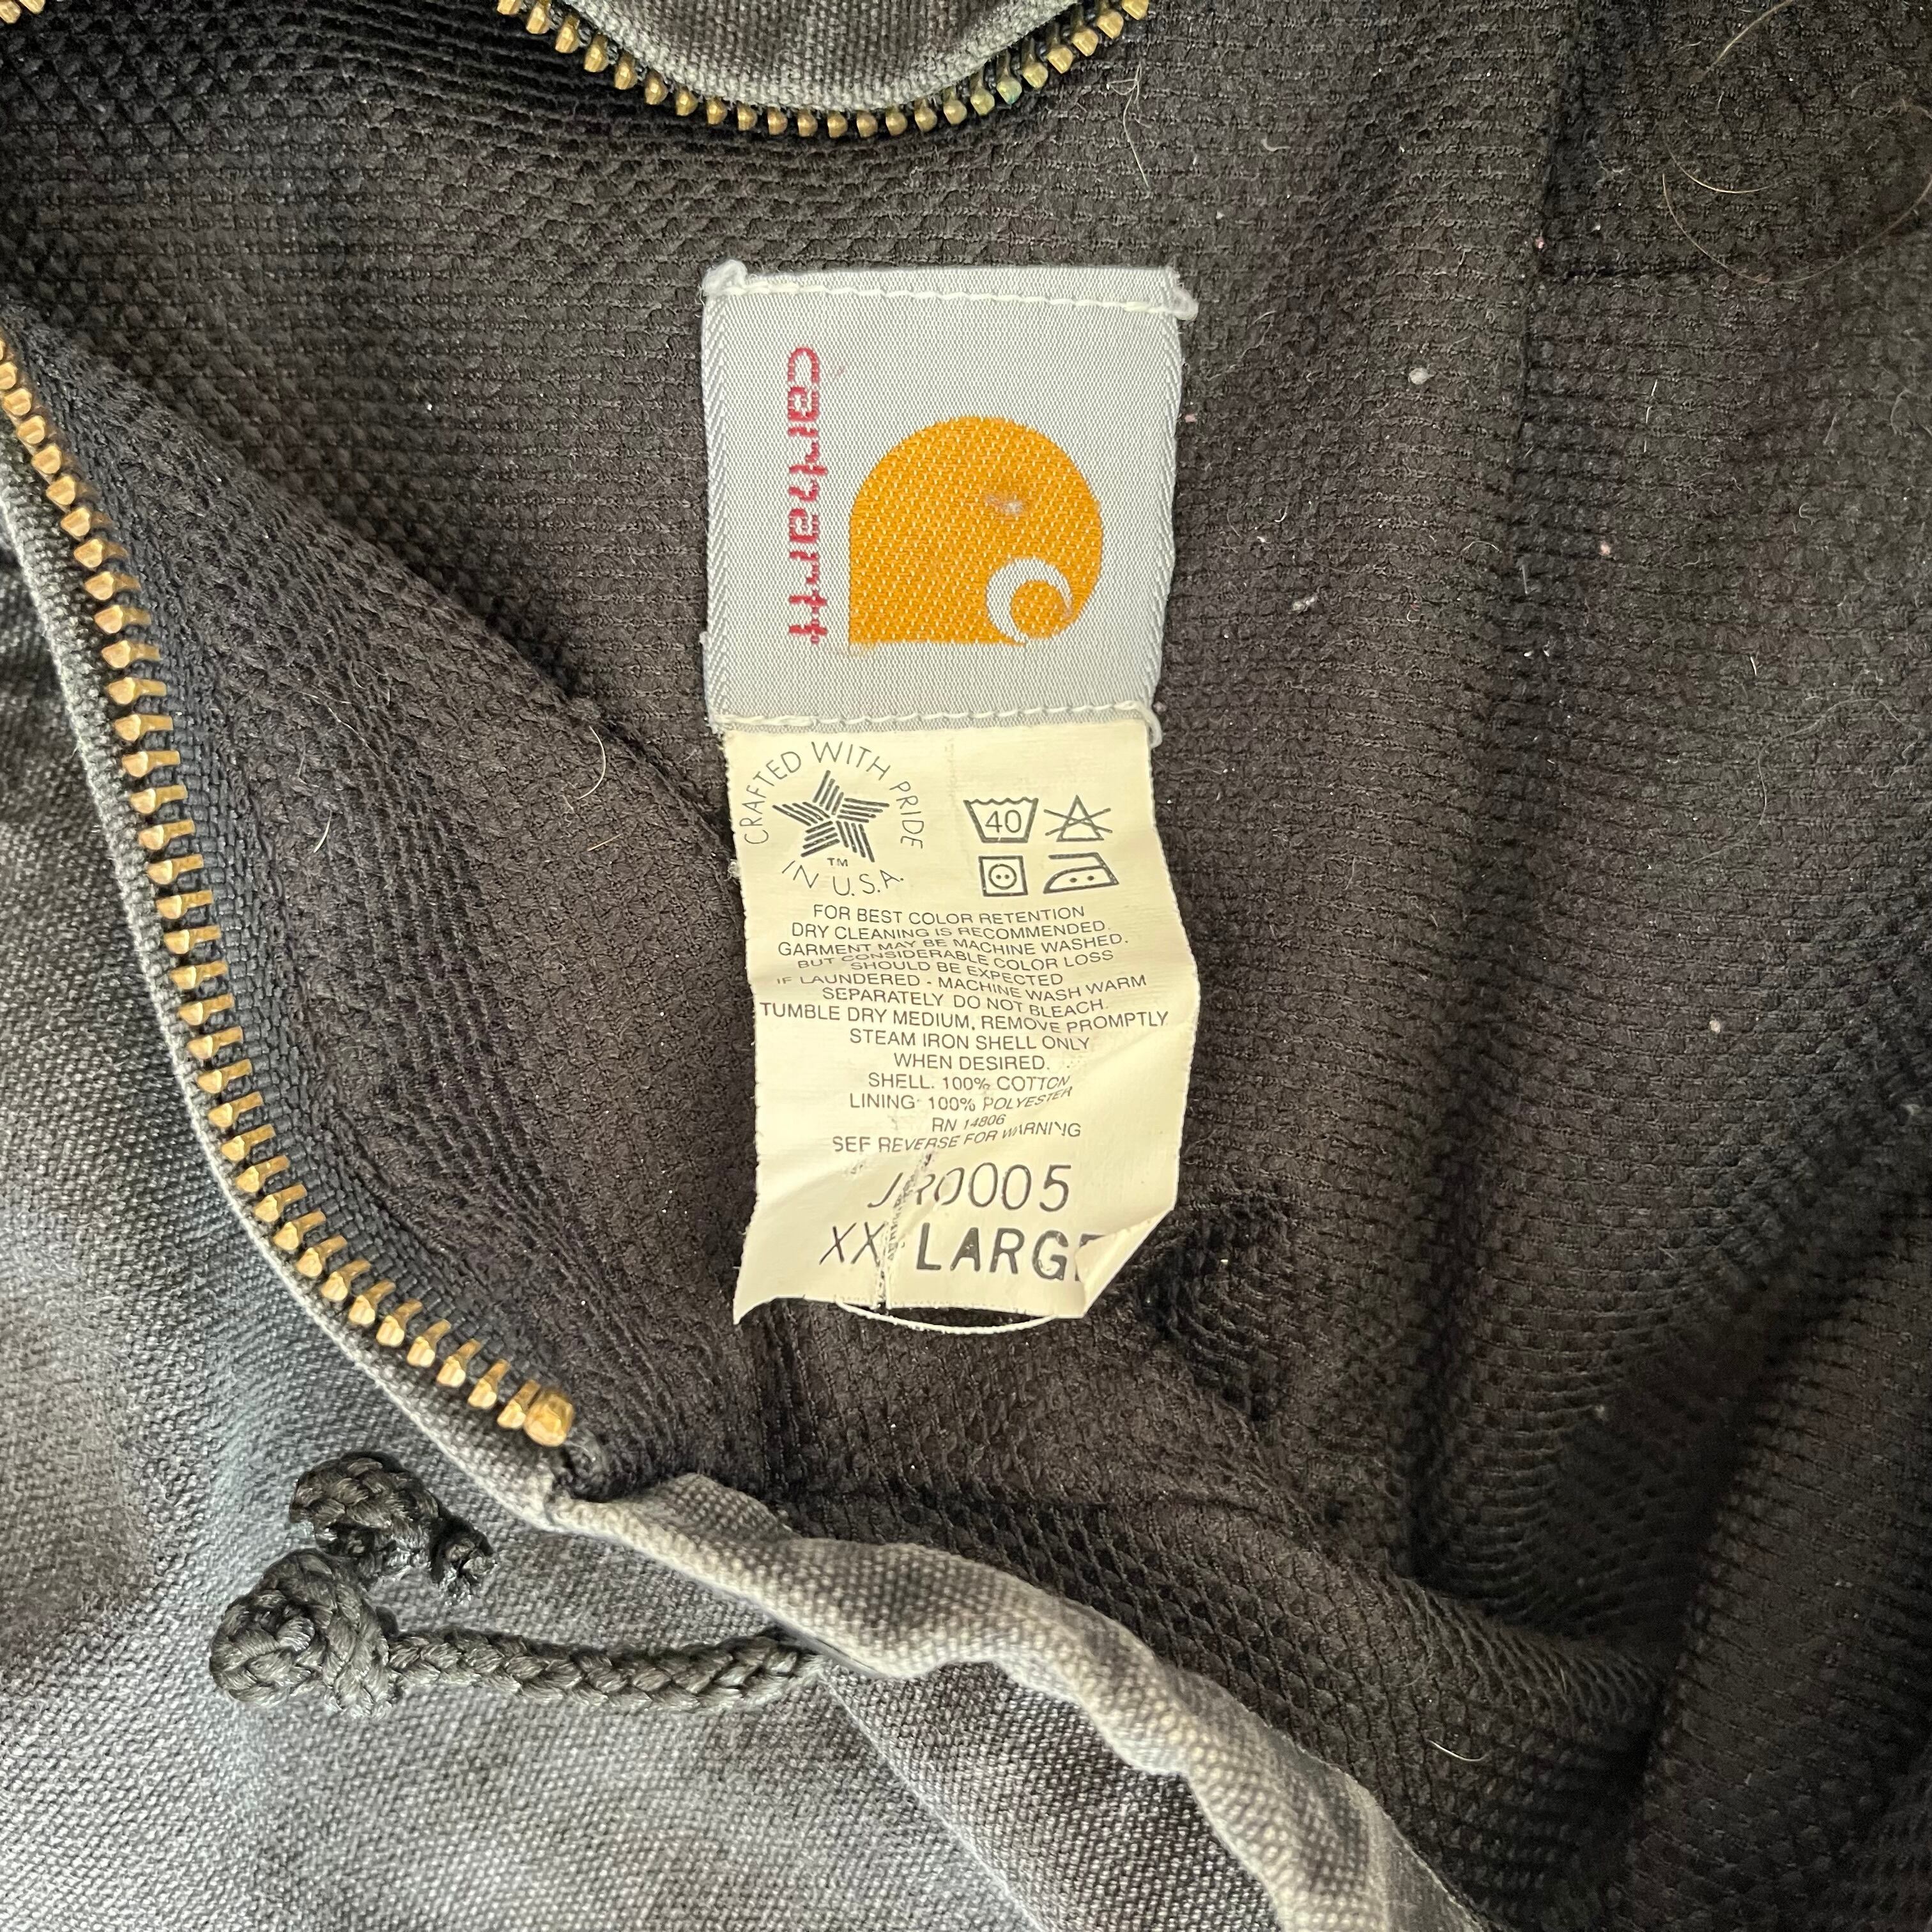 carhartt
CRAFTED WITH PRIDE
TM
IN U.S.A.
40
FOR BEST COLOR RETENTION
DRY CLEANING IS RECOMMENDED.
GARMENT MAY BE MACHINE WASHED.
BUT CONSIDERABLE COLOR LOSS
SHOULD BE EXPECTED
IF LAUNDERED - MACHINE WASH WARM
SEPARATELY DO NOT BLEACH.
TUMBLE DRY MEDIUM, REMOVE PROMPTLY
STEAM IRON SHELL ONLY
WHEN DESIRED.
SHELL. 100% COTTON
LINING: 100% POLYESTER
RN 14806
SEE REVERSE FOR WARNING
JR0005
XX LARGE